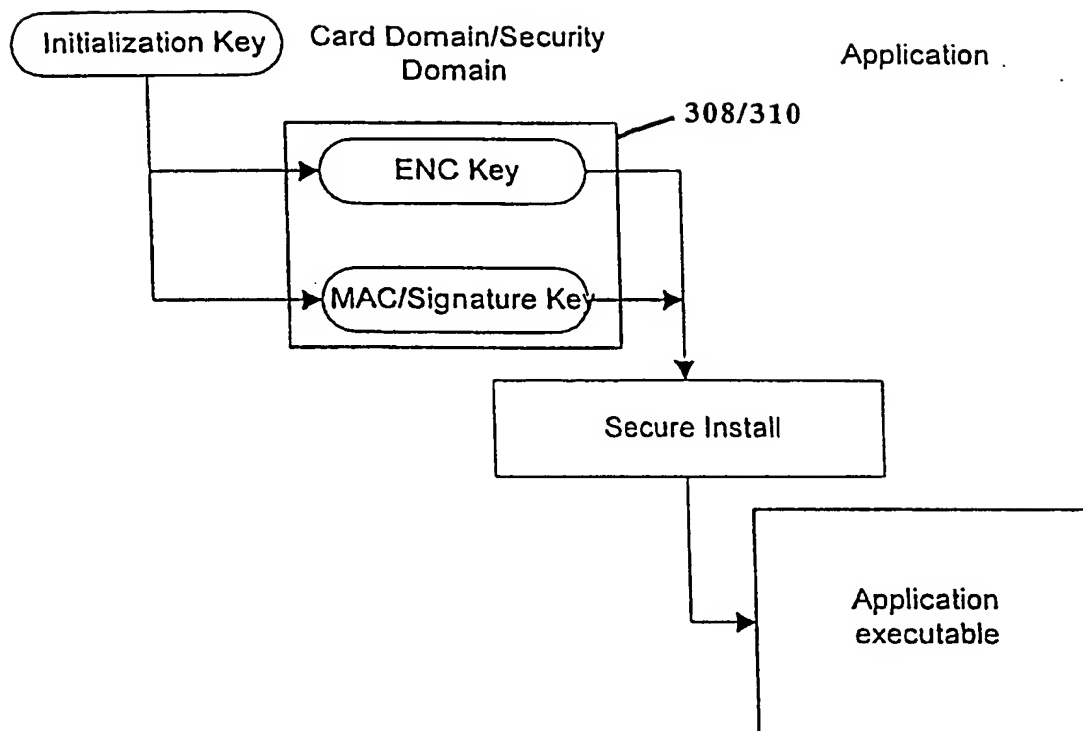 Initialization Key
Card Domain/Security
Domain
Application
308/310
ENC Key
MAC/Signature Key
Secure Install
Application
executable